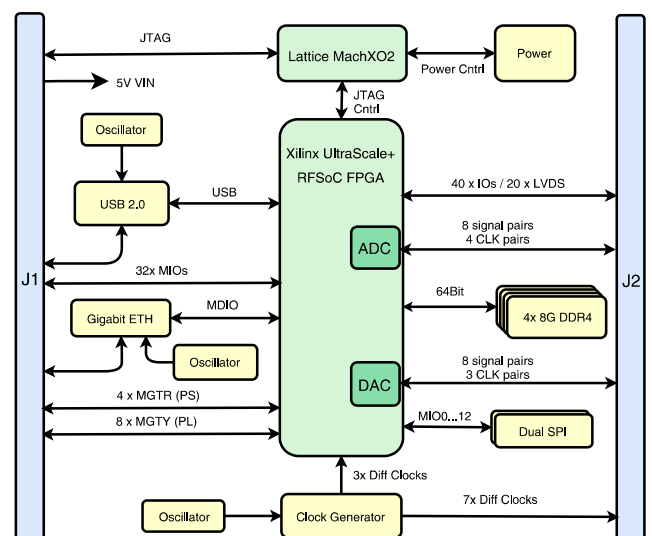 JTAG
Lattice MachXO2
Power
Power Cntrl
5V VIN
JTAG
Cntrl
Oscillator
Xilinx UltraScale+
RFSoC FPGA
USB 2.0
USB
40 x IOs / 20 x LVDS
8 signal pairs
4 CLK pairs
ADC
J1
32x MIOs
J2
64Bit
4x 8G DDR4
MDIO
Gigabit ETH
Oscillator
8 signal pairs
3 CLK pairs
DAC
4 x MGTR (PS)
8 x MGTY (PL)
MIO0...12
Dual SPI
3x Diff Clocks
7x Diff Clocks
Oscillator
Clock Generator